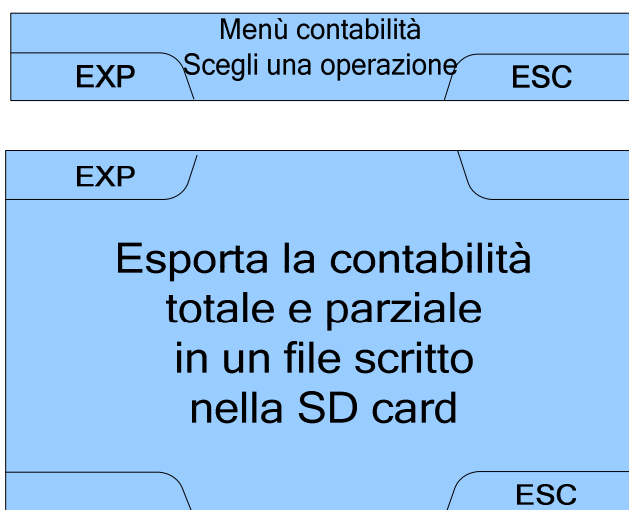 Menù contabilità
Scegli una operazione
EXP
ESC
EXP
Esporta la contabilità
totale e parziale
in un file scritto
nella SD card
ESC